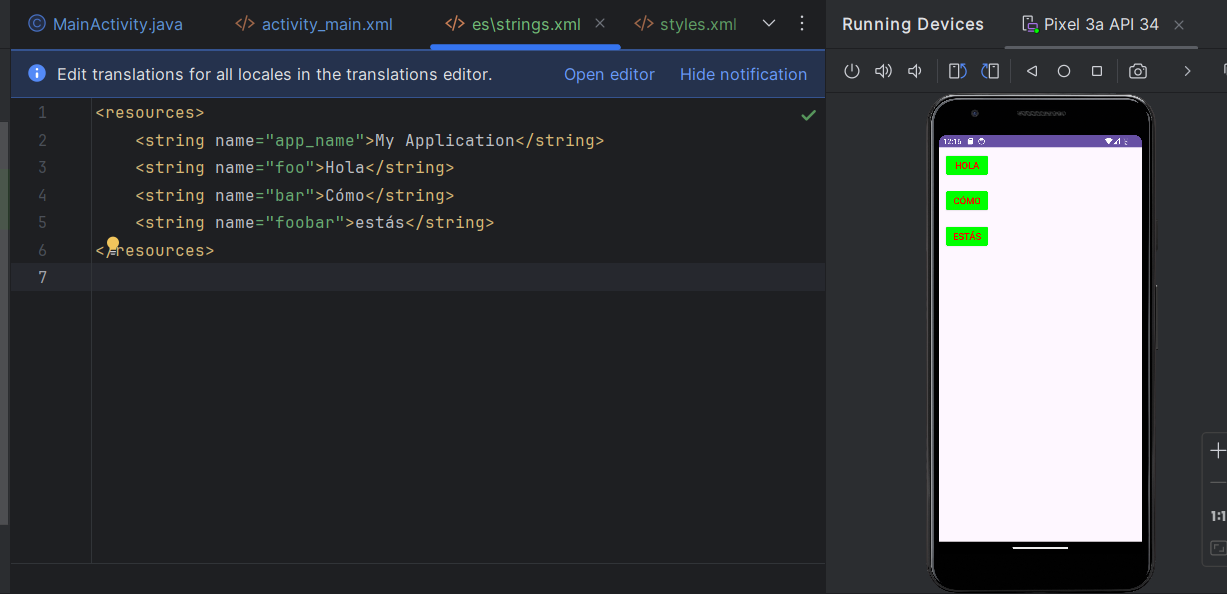 MainActivity.java activity_main.xml es\strings.xml styles.xml Running Devices Pixel 3a API 34
Edit translations for all locales in the translations editor. Open editor Hide notification
1 <resources>
2 <string name="app_name">My Application</string>
3 <string name="foo">Hola</string>
4 <string name="bar">Cómo</string>
5 <string name="foobar">estás</string>
6 </resources>
7
12:16
HOLA
CÓMO
ESTÁS
1:1